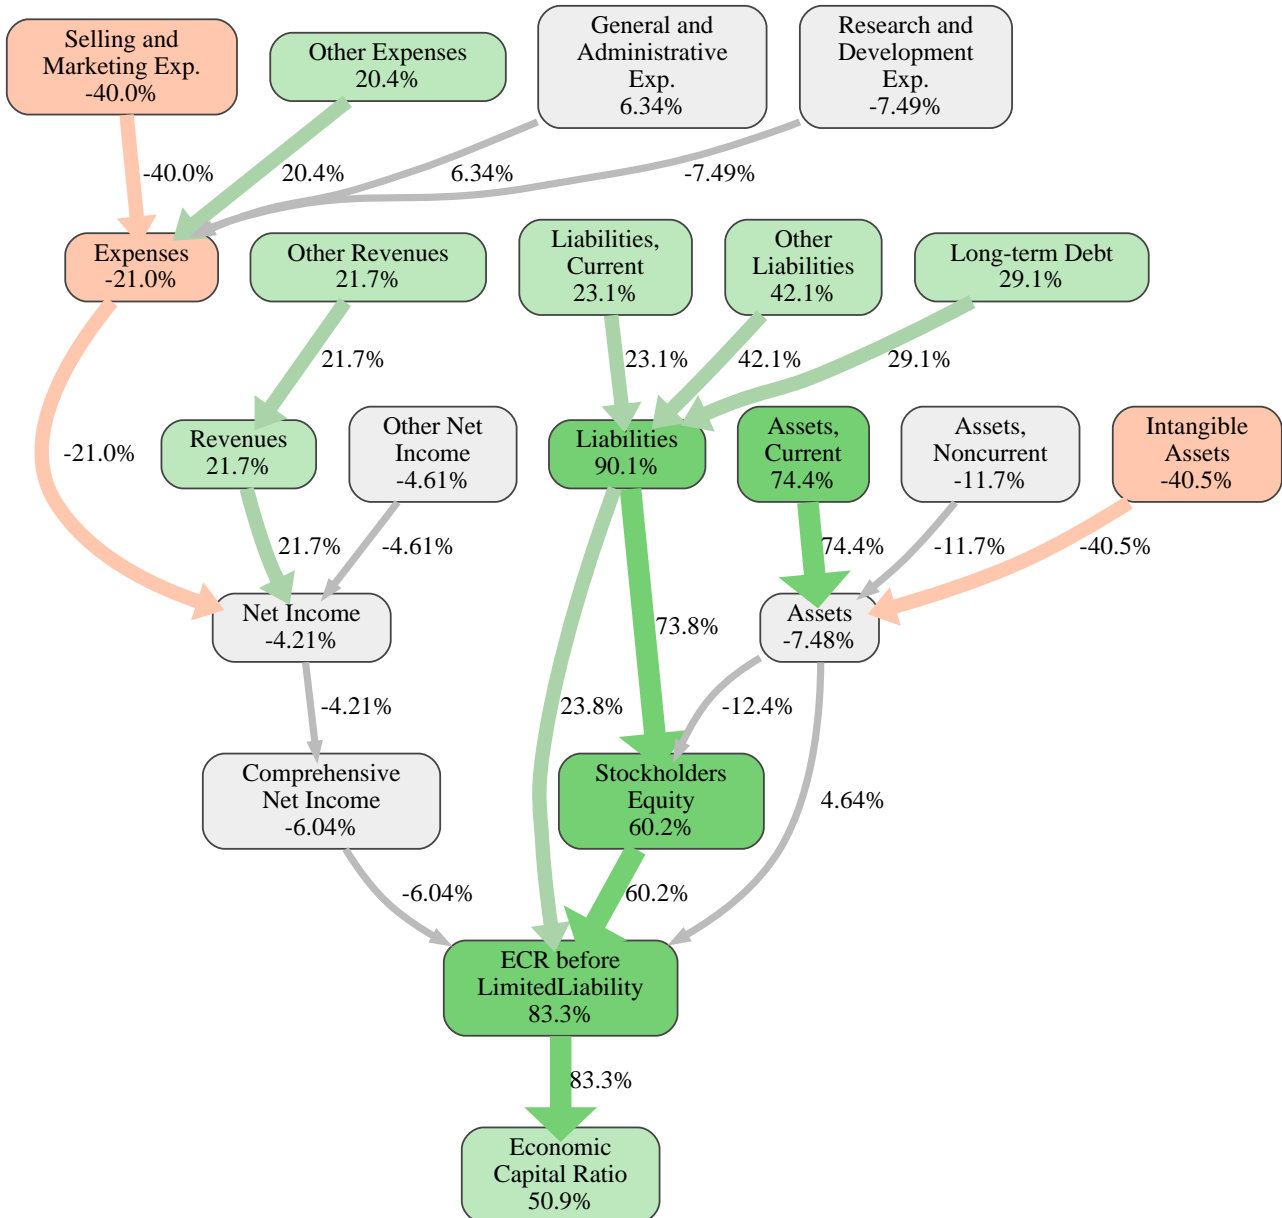 Selling and
Marketing Exp.
-40.0%
Other Expenses
20.4%
General and
Administrative
Exp.
6.34%
Research and
Development
Exp.
-7.49%
-40.0%
20.4%
6.34%
-7.49%
Expenses
-21.0%
Other Revenues
21.7%
Liabilities,
Current
23.1%
Other
Liabilities
42.1%
Long-term Debt
29.1%
21.7%
23.1%
42.1%
29.1%
-21.0%
Revenues
21.7%
Other Net
Income
-4.61%
Liabilities
90.1%
Assets,
Current
74.4%
Assets,
Noncurrent
-11.7%
Intangible
Assets
-40.5%
21.7%
-4.61%
74.4%
-11.7%
-40.5%
Net Income
-4.21%
73.8%
Assets
-7.48%
-4.21%
23.8%
-12.4%
Comprehensive
Net Income
-6.04%
Stockholders
Equity
60.2%
4.64%
-6.04%
60.2%
ECR before
LimitedLiability
83.3%
83.3%
Economic
Capital Ratio
50.9%